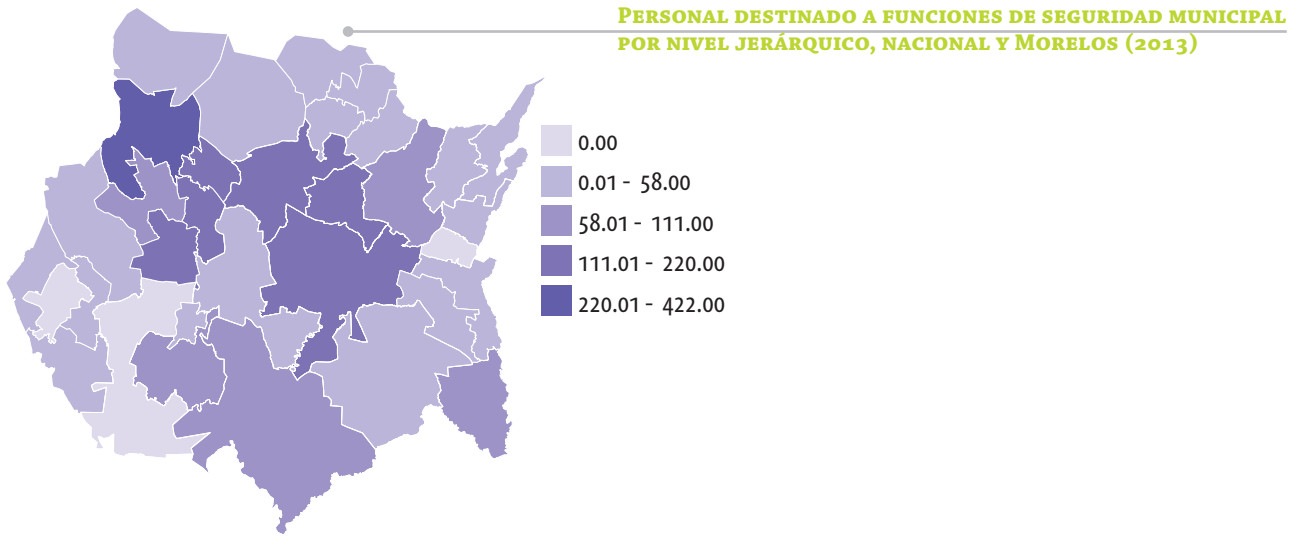 Personal destinado a funciones de seguridad municipal
por nivel jerárquico, nacional y Morelos (2013)
0.00
0.01 - 58.00
58.01 - 111.00
111.01 - 220.00
220.01 - 422.00